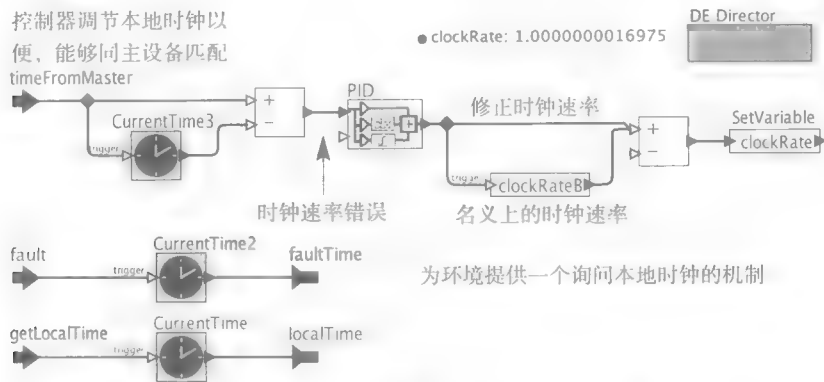 控制器调节本地时钟以
便，能够同主设备匹配
clockRate: 1.0000000016975
DE Director
timeFromMaster
CurrentTime3
trigger
+
−
PID
修正时钟速率
+
−
SetVariable
clockRate
trigger
clockRateB
时钟速率错误
名义上的时钟速率
fault
CurrentTime2
trigger
faultTime
为环境提供一个询问本地时钟的机制
getLocalTime
CurrentTime
trigger
localTime